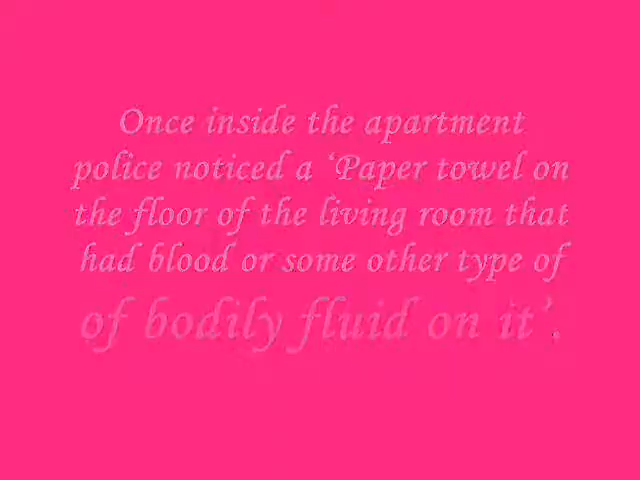 Once inside the apartment
police noticed a ‘Paper towel on
the floor of the living room that
had blood or some other type of
of bodily fluid on it’.